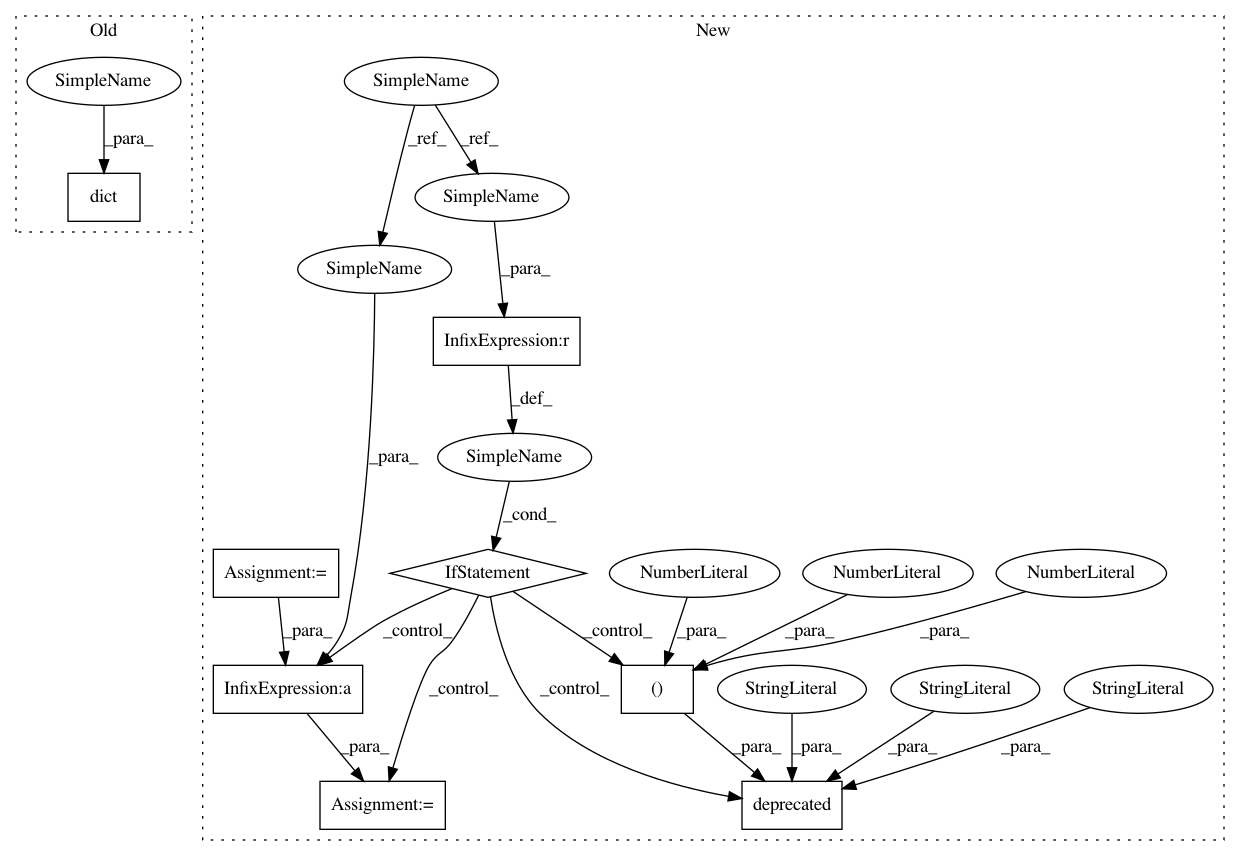 Old
New
SimpleName
SimpleName
_para_
_ref_
_ref_
dict
SimpleName
SimpleName
_para_
InfixExpression:r
_def_
_para_
SimpleName
_cond_
Assignment:=
IfStatement
NumberLiteral
NumberLiteral
NumberLiteral
_para_
_control_
_control_
_para_
_para_
_para_
InfixExpression:a
_control_
_control_
()
StringLiteral
StringLiteral
StringLiteral
_para_
_para_
_para_
_para_
_para_
Assignment:=
deprecated